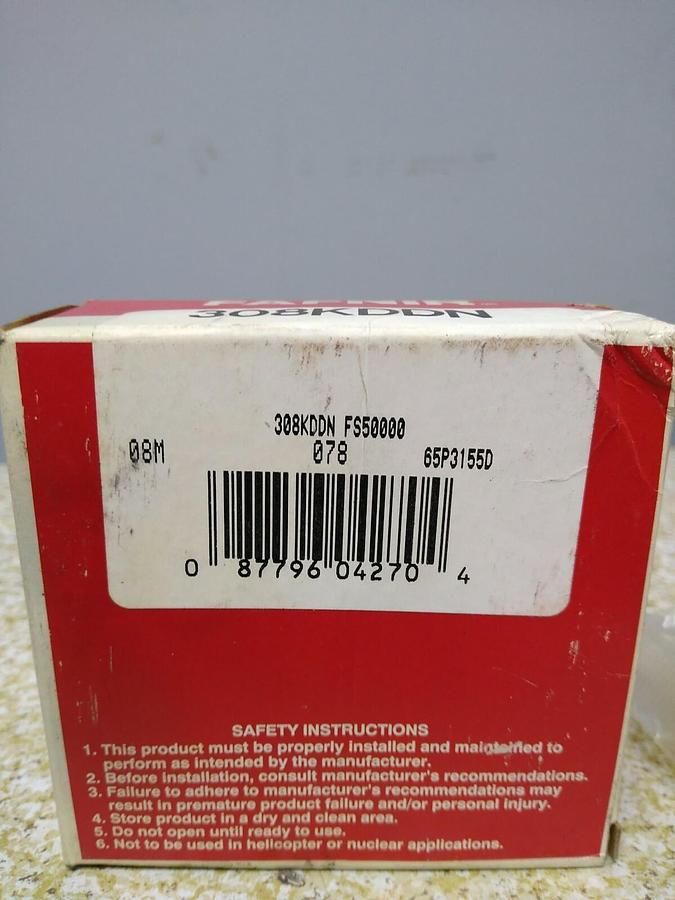 FAFNIR
308KDDN
308KDDN FS50000
08M 078 65P3155D
0 87796 04270 4
SAFETY INSTRUCTIONS
1. This product must be properly installed and maintained to
perform as intended by the manufacturer.
2. Before installation, consult manufacturer's recommendations.
3. Failure to adhere to manufacturer's recommendations may
result in premature product failure and/or personal injury.
4. Store product in a dry and clean area.
5. Do not open until ready to use.
6. Not to be used in helicopter or nuclear applications.